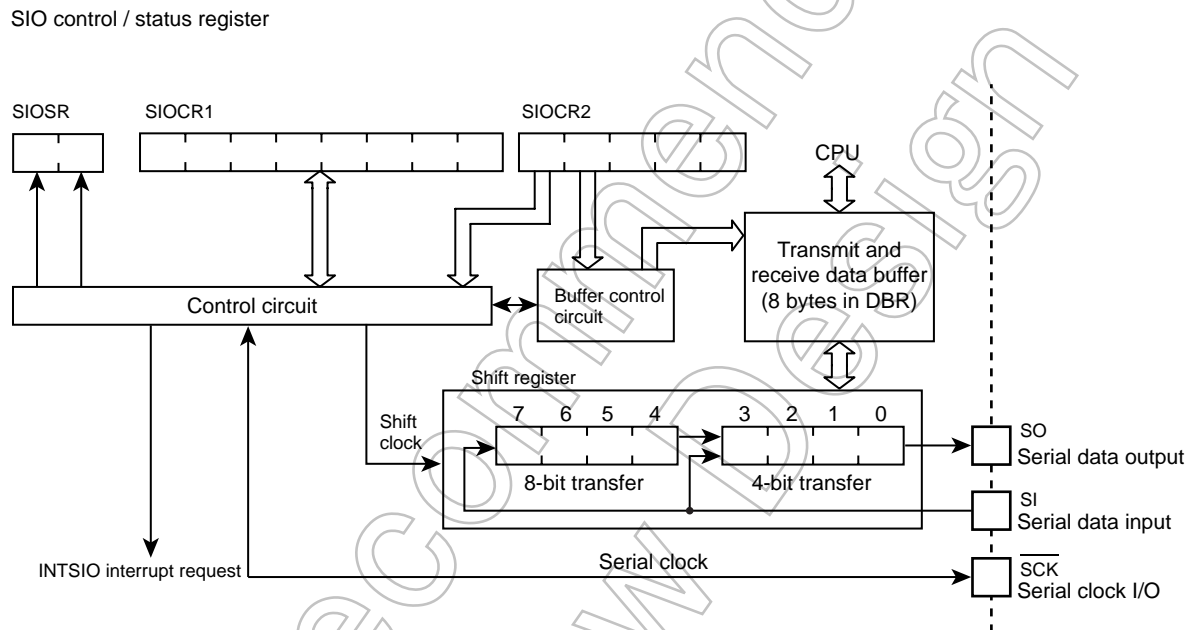 SIO control / status register
SIOSR
SIOCR1
SIOCR2
CPU
Transmit and
receive data buffer
(8 bytes in DBR)
Control circuit
Buffer control
circuit
Shift register
Shift
clock
7 6 5 4
3 2 1 0
8-bit transfer
4-bit transfer
SO
Serial data output
SI
Serial data input
INTSIO interrupt request
Serial clock
SCK
Serial clock I/O
ecommend
w Design